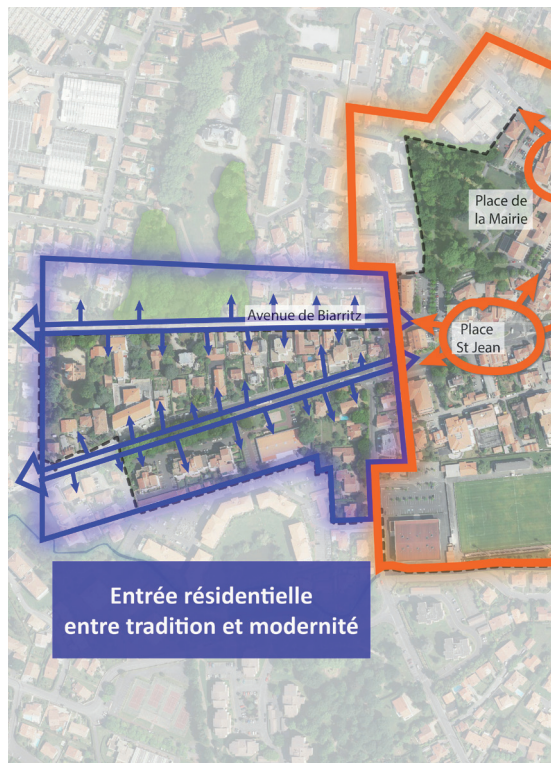 Place de
la Mairie
Avenue de Biarritz
Place
St Jean
Entrée résidentielle
entre tradition et modernité